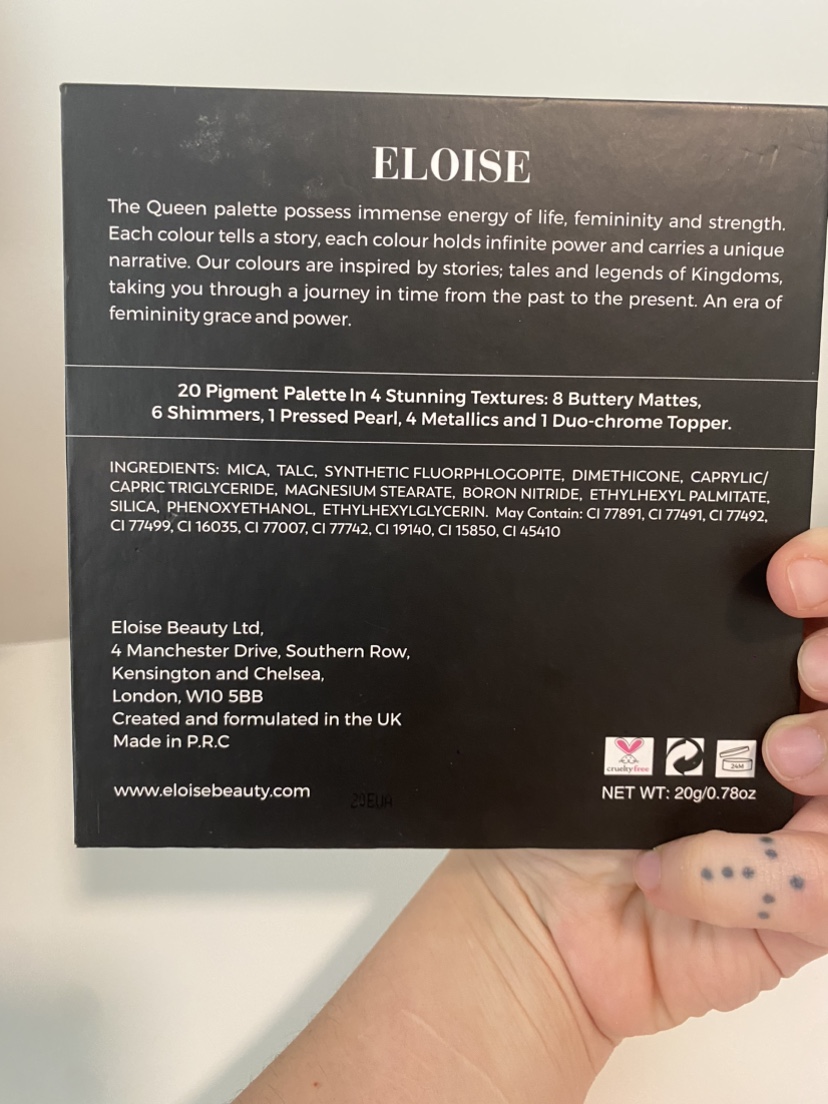 ELOISE
The Queen palette possess immense energy of life, femininity and strength.
Each colour tells a story, each colour holds infinite power and carries a unique
narrative. Our colours are inspired by stories; tales and legends of Kingdoms,
taking you through a journey in time from the past to the present. An era of
femininity grace and power.
20 Pigment Palette In 4 Stunning Textures: 8 Buttery Mattes,
6 Shimmers, 1 Pressed Pearl, 4 Metallics and 1 Duo-chrome Topper.
INGREDIENTS: MICA, TALC, SYNTHETIC FLUORPHLOGOPITE, DIMETHICONE, CAPRYLIC/
CAPRIC TRIGLYCERIDE, MAGNESIUM STEARATE, BORON NITRIDE, ETHYLHEXYL PALMITATE,
SILICA, PHENOXYETHANOL, ETHYLHEXYLGLYCERIN. May Contain: CI 77891, CI 77491, CI 77492,
CI 77499, CI 16035, CI 77007, CI 77742, CI 19140, CI 15850, CI 45410
Eloise Beauty Ltd,
4 Manchester Drive, Southern Row,
Kensington and Chelsea,
London, W10 5BB
Created and formulated in the UK
Made in P.R.C
www.eloisebeauty.com
crueltyfree
24M
NET WT: 20g/0.78oz